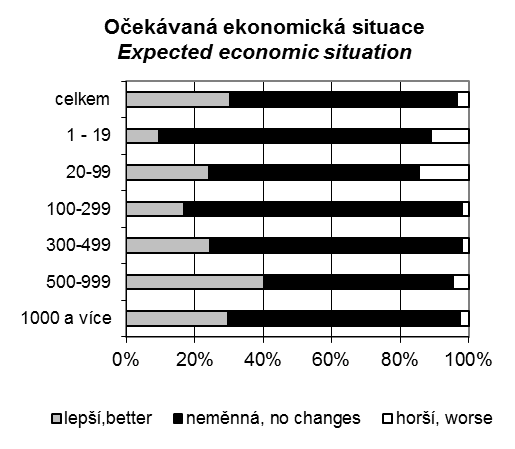 Očekávaná ekonomická situace
Expected economic situation
celkem
1 - 19
20-99
100-299
300-499
500-999
1000 a více
0% 20% 40% 60% 80% 100%
lepší,better neměnná, no changes horší, worse